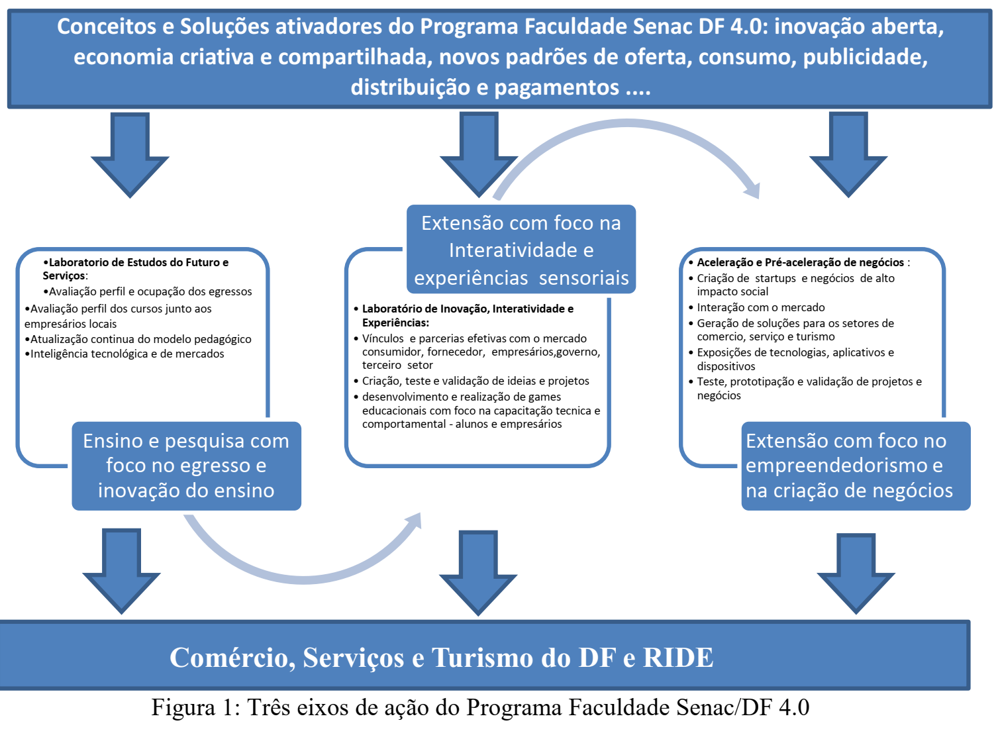 Conceitos e Soluções ativadores do Programa Faculdade Senac DF 4.0: inovação aberta,
economia criativa e compartilhada, novos padrões de oferta, consumo, publicidade,
distribuição e pagamentos ....
•Laboratorio de Estudos do Futuro e
Serviços:
•Avaliação perfil e ocupação dos egressos
•Avaliação perfil dos cursos junto aos
empresários locais
•Atualização continua do modelo pedagógico
•Inteligência tecnológica e de mercados
Ensino e pesquisa com
foco no egresso e
inovação do ensino
Extensão com foco na
Interatividade e
experiências  sensoriais
• Laboratório de Inovação, Interatividade e
Experiências:
• Vínculos  e parcerias efetivas com o mercado
consumidor, fornecedor,  empresários,governo,
terceiro  setor
• Criação, teste e validação de ideias e projetos
• desenvolvimento e realização de games
educacionais com foco na capacitação tecnica e
comportamental - alunos e empresários
• Aceleração e Pré-aceleração de negócios :
• Criação de  startups  e negócios  de alto
impacto social
• Interação com o mercado
• Geração de soluções para os setores de
comercio, serviço e turismo
• Exposições de tecnologias, aplicativos e
dispositivos
• Teste, prototipação e validação de projetos e
negócios
Extensão com foco no
empreendedorismo e
na criação de negócios
Comércio, Serviços e Turismo do DF e RIDE
Figura 1: Três eixos de ação do Programa Faculdade Senac/DF 4.0